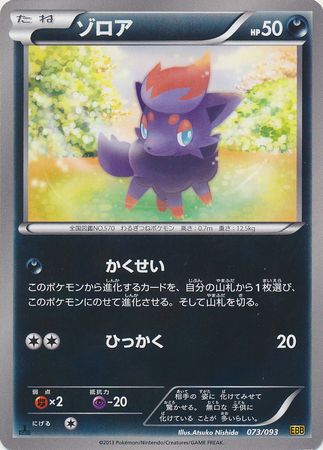 たね
ゾロア
HP50
全国図鑑NO.570 わるぎつねポケモン 高さ:0.7m 重さ:12.5kg
かくせい
このポケモンから進化するカードを、自分の山札から1枚選び、
このポケモンにのせて進化させる。そして山札を切る。
ひっかく 20
弱点 抵抗力
×2 -20
にげる
相手の 姿に 化けてみせて
驚かせる。無口な 子供に
化けている ことが 多いようだ。
Illus.Atsuko Nishida 073/093 EBB
©2013 Pokémon/Nintendo/Creatures/GAME FREAK.